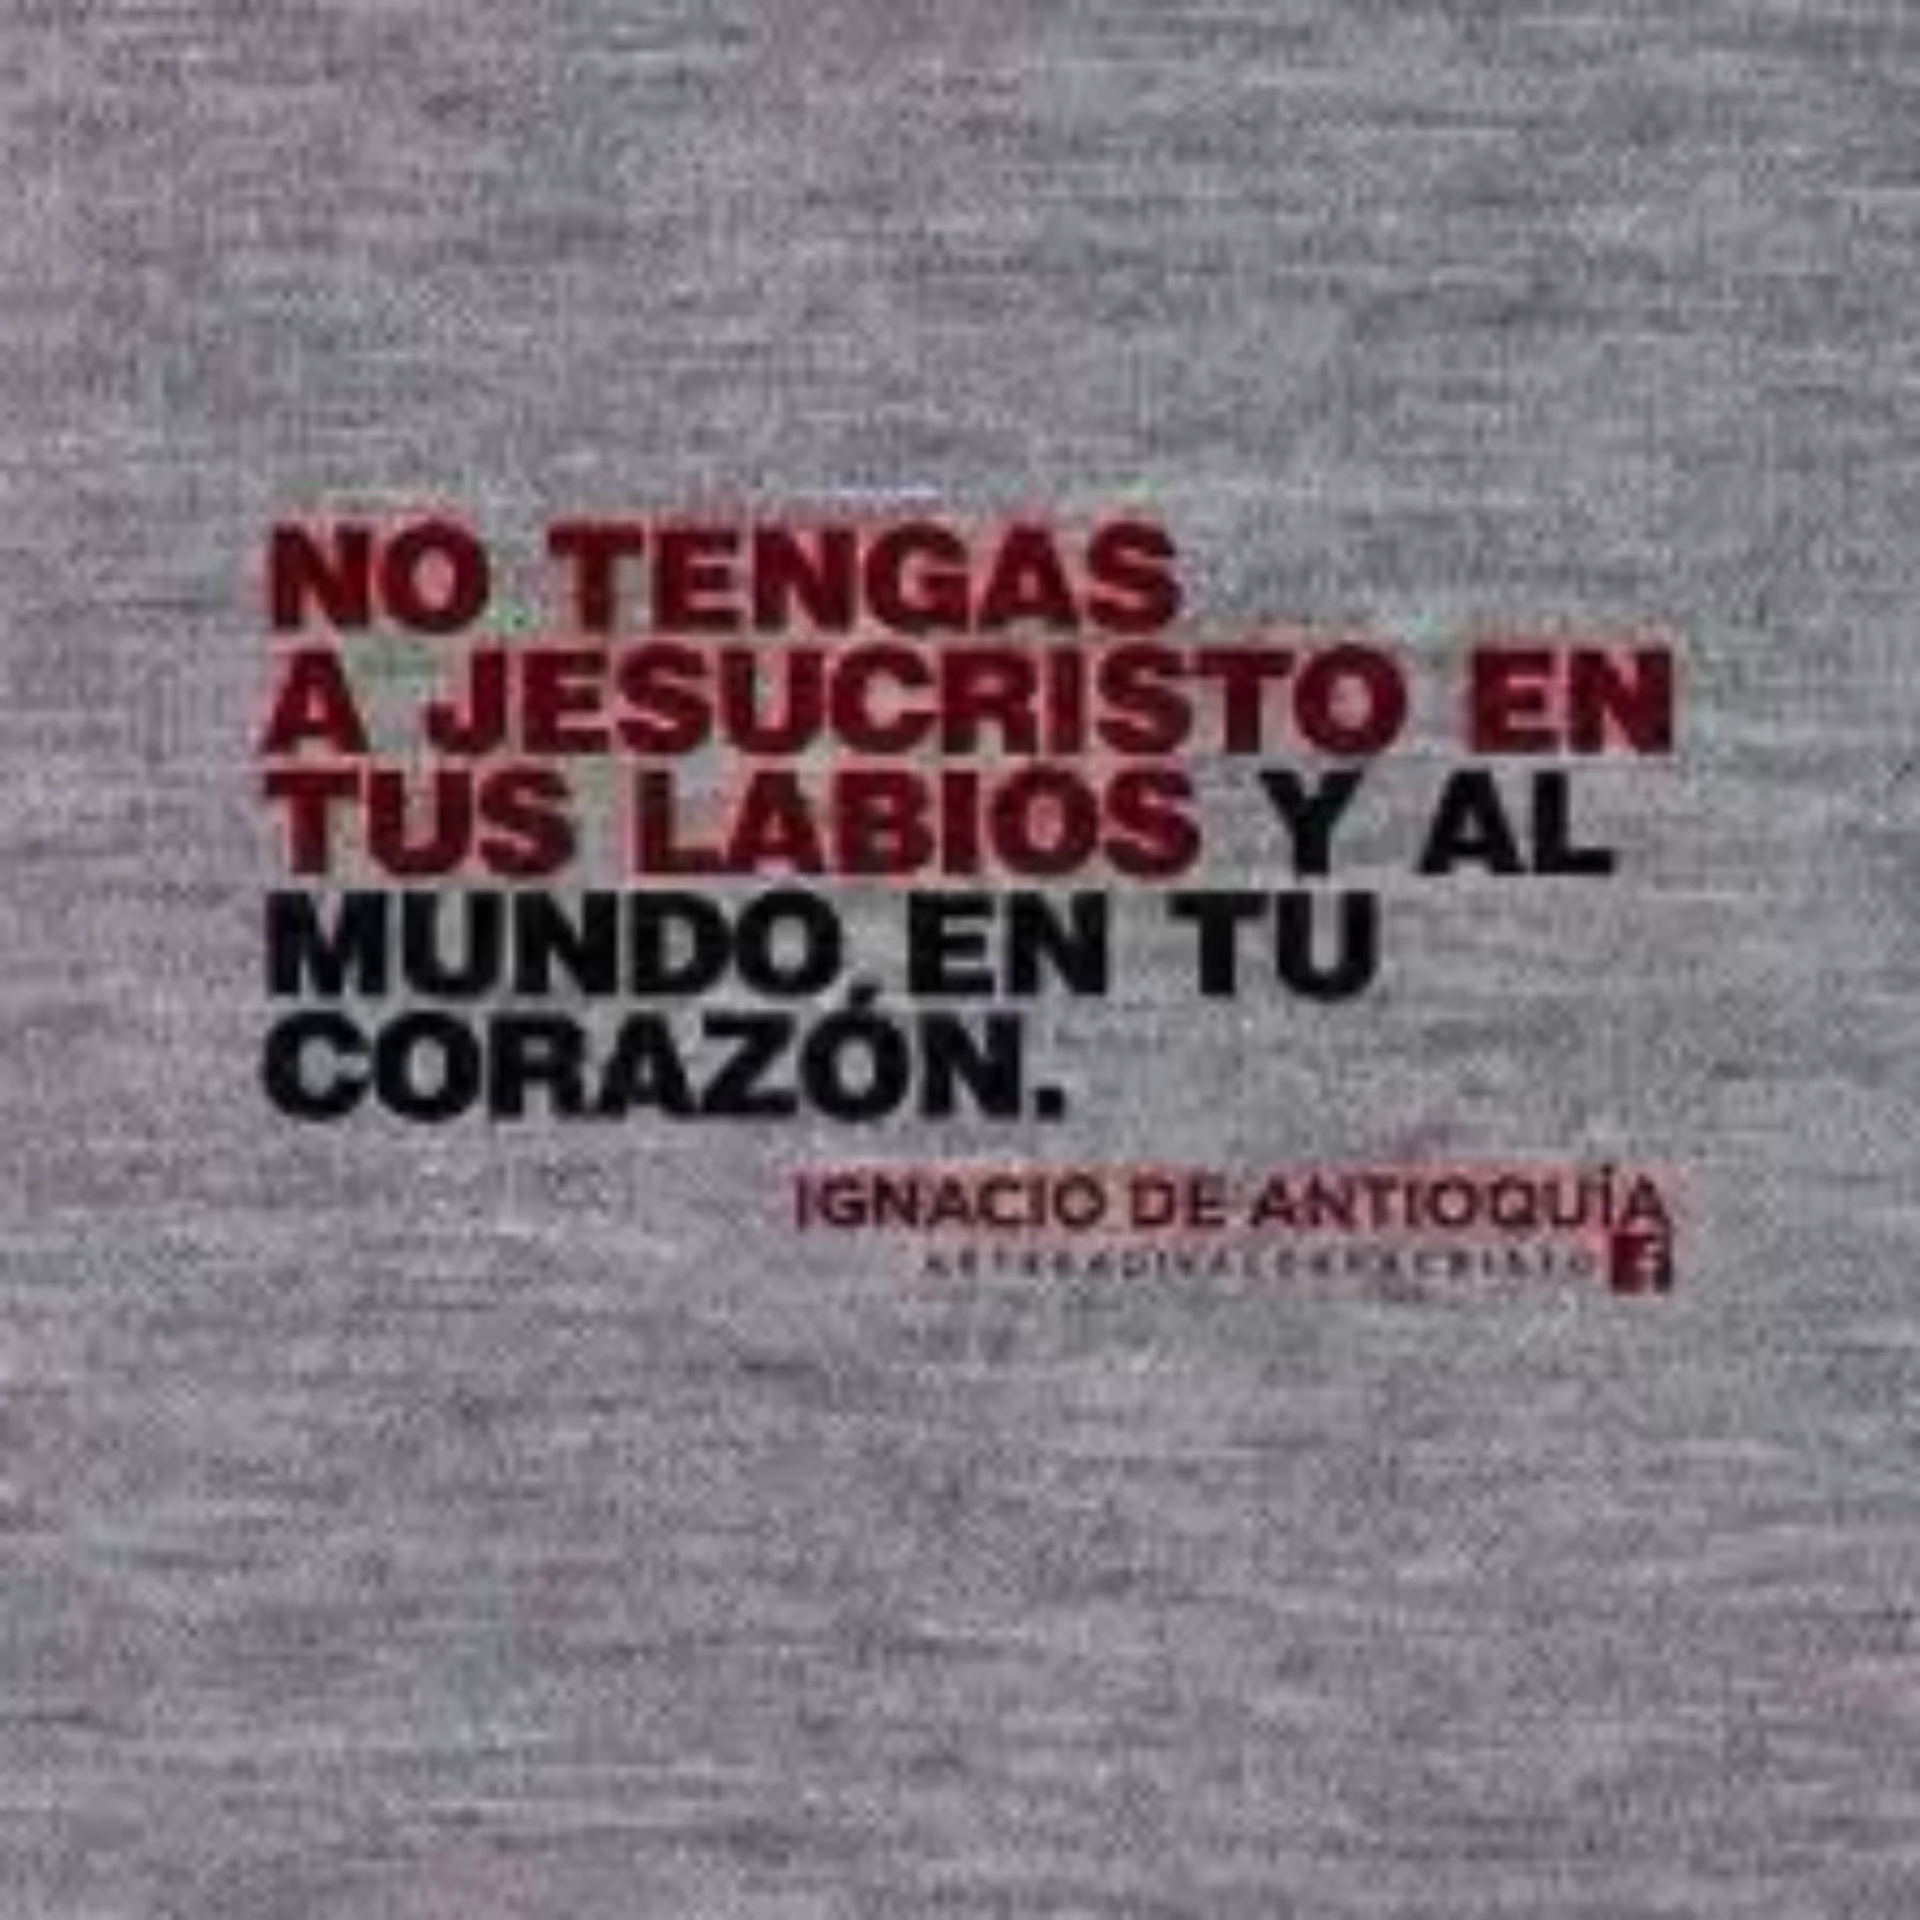 NO TENGAS
A JESUCRISTO EN
TUS LABIOS Y AL
MUNDO EN TU
CORAZÓN.
IGNACIO DE ANTIOQUÍA